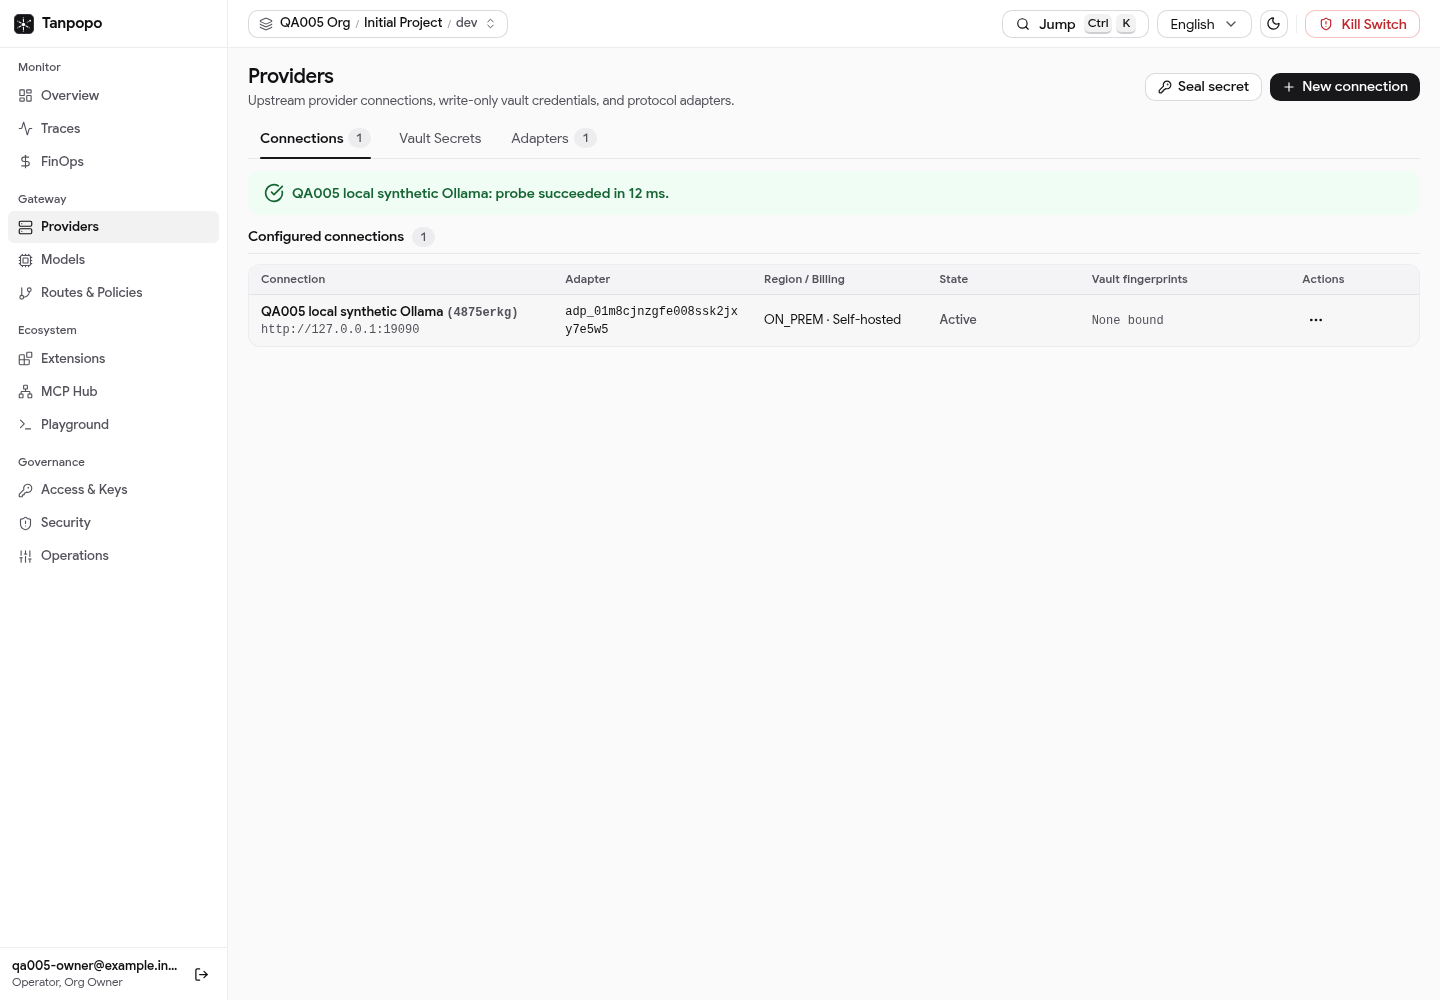 Tanpopo
QA005 Org / Initial Project / dev
Jump Ctrl K
English
Kill Switch
Monitor
Overview
Traces
FinOps
Gateway
Providers
Models
Routes & Policies
Ecosystem
Extensions
MCP Hub
Playground
Governance
Access & Keys
Security
Operations
qa005-owner@example.in...
Operator, Org Owner
Providers
Upstream provider connections, write-only vault credentials, and protocol adapters.
Seal secret
New connection
Connections 1
Vault Secrets
Adapters 1
QA005 local synthetic Ollama: probe succeeded in 12 ms.
Configured connections 1
Connection Adapter Region / Billing State Vault fingerprints Actions
QA005 local synthetic Ollama (4875erkg)
http://127.0.0.1:19090
adp_01m8cjnzgfe008ssk2jx
y7e5w5
ON_PREM · Self-hosted
Active
None bound